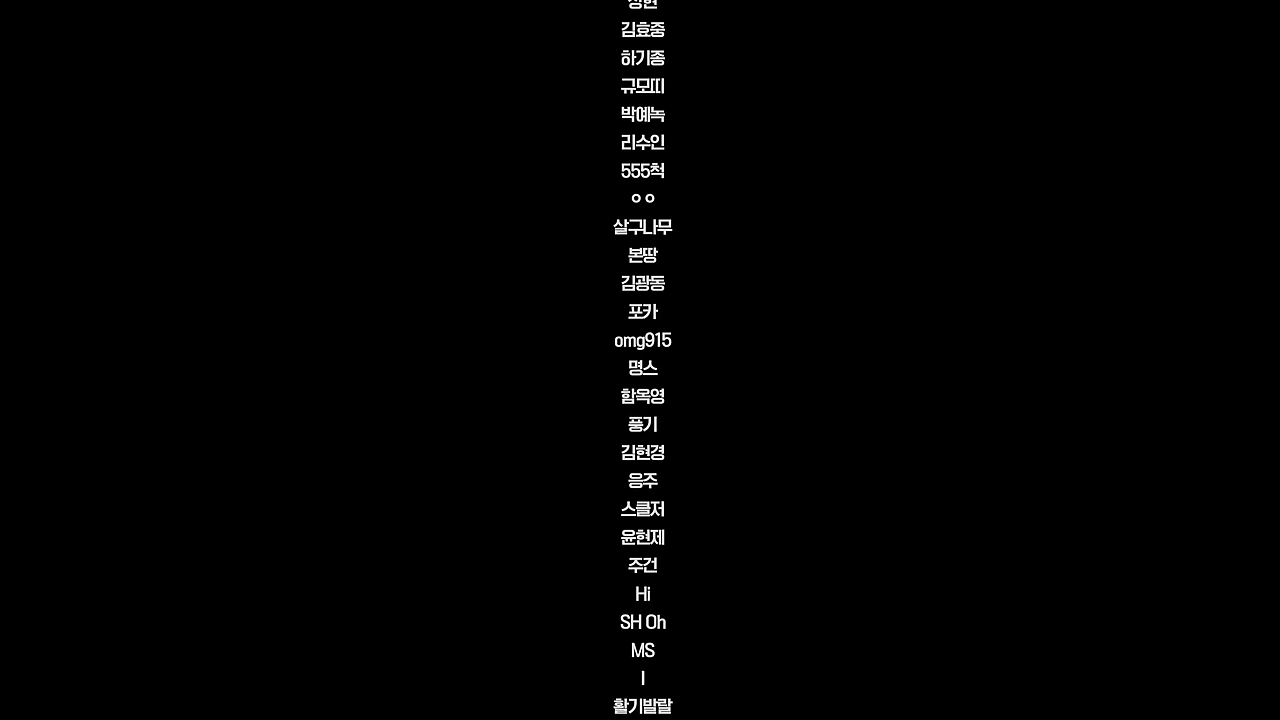 김효중
하기종
규모띠
박예녹
리수인
555척
ㅇㅇ
살구나무
본땅
김광동
포카
omg915
명스
함옥영
풍기
김현경
응주
스쿨저
윤현제
주건
Hi
SH Oh
MS
I
활기발랄